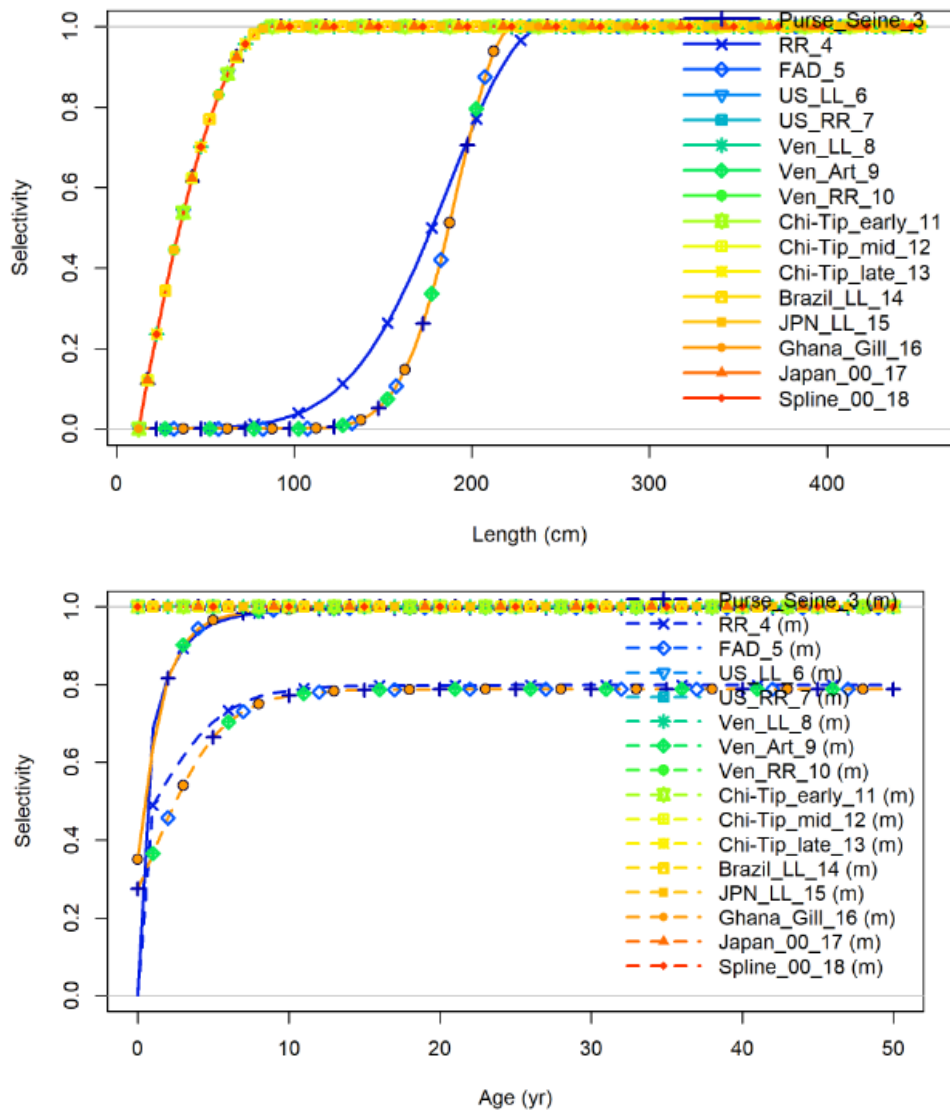 1.0
0.8
0.6
0.4
0.2
0.0
Selectivity
Purse_Seine_3
RR_4
FAD_5
US_LL_6
US_RR_7
Ven_LL_8
Ven_Art_9
Ven_RR_10
Chi-Tip_early_11
Chi-Tip_mid_12
Chi-Tip_late_13
Brazil_LL_14
JPN_LL_15
Ghana_Gill_16
Japan_00_17
Spline_00_18
0 100 200 300 400
Length (cm)
1.0
0.8
0.6
0.4
0.2
0.0
Selectivity
Purse_Seine_3 (m)
RR_4 (m)
FAD_5 (m)
US_LL_6 (m)
US_RR_7 (m)
Ven_LL_8 (m)
Ven_Art_9 (m)
Ven_RR_10 (m)
Chi-Tip_early_11 (m)
Chi-Tip_mid_12 (m)
Chi-Tip_late_13 (m)
Brazil_LL_14 (m)
JPN_LL_15 (m)
Ghana_Gill_16 (m)
Japan_00_17 (m)
Spline_00_18 (m)
0 10 20 30 40 50
Age (yr)